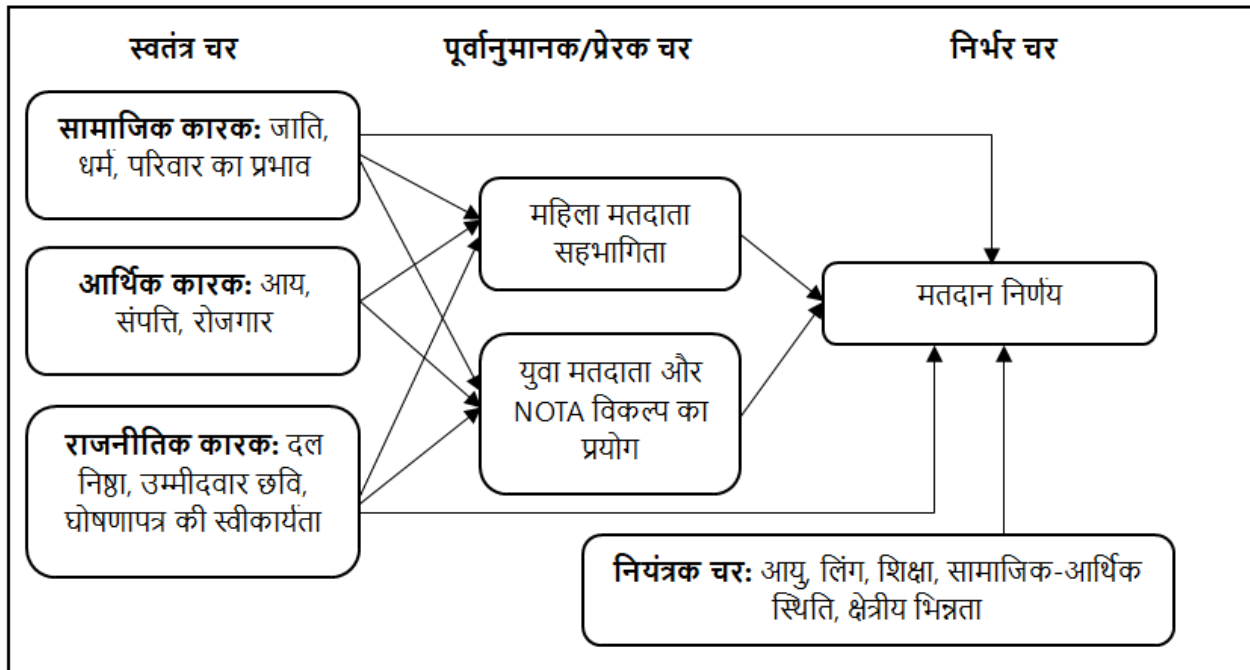 स्वतंत्र चर
पूर्वानुमानक/प्रेरक चर
निर्भर चर
सामाजिक कारक: जाति,
धर्म, परिवार का प्रभाव
आर्थिक कारक: आय,
संपत्ति, रोजगार
राजनीतिक कारक: दल
निष्ठा, उम्मीदवार छवि,
घोषणापत्र की स्वीकार्यता
महिला मतदाता
सहभागिता
युवा मतदाता और
NOTA विकल्प का
प्रयोग
मतदान निर्णय
नियंत्रक चर: आयु, लिंग, शिक्षा, सामाजिक-आर्थिक
स्थिति, क्षेत्रीय भिन्नता